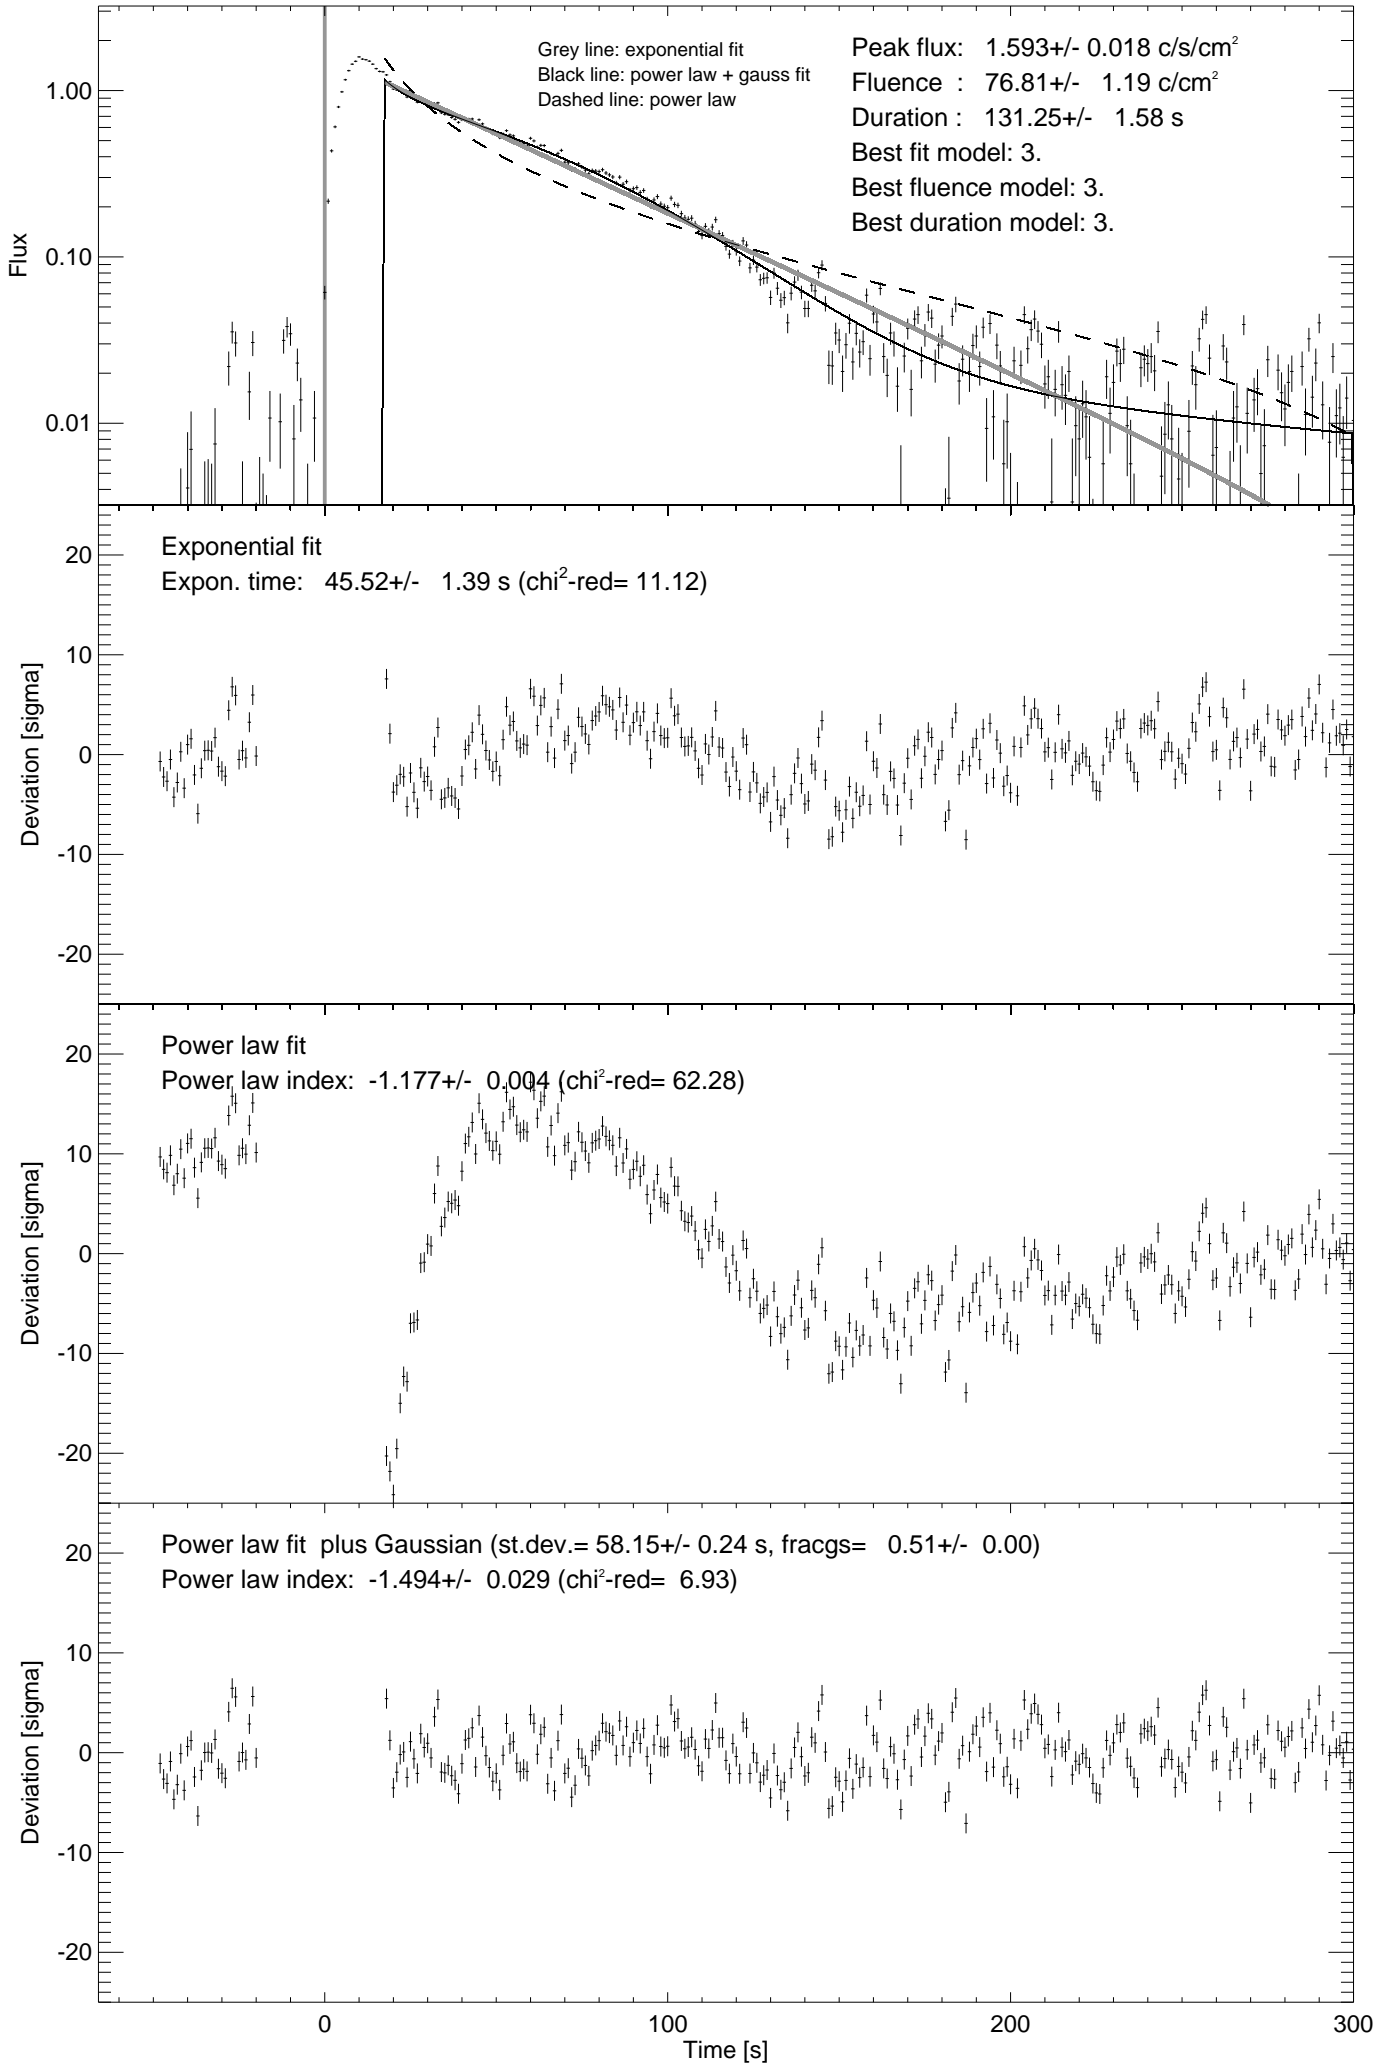 Grey line: exponential fit
Black line: power law + gauss fit
Dashed line: power law
Peak flux: 1.593+/- 0.018 c/s/cm²
Fluence : 76.81+/- 1.19 c/cm²
Duration : 131.25+/- 1.58 s
Best fit model: 3.
Best fluence model: 3.
Best duration model: 3.
Flux
1.00
0.10
0.01
Exponential fit
Expon. time: 45.52+/- 1.39 s (chi²-red= 11.12)
Deviation [sigma]
20
10
0
-10
-20
Power law fit
Power law index: -1.177+/- 0.004 (chi²-red= 62.28)
Deviation [sigma]
20
10
0
-10
-20
Power law fit plus Gaussian (st.dev.= 58.15+/- 0.24 s, fracgs= 0.51+/- 0.00)
Power law index: -1.494+/- 0.029 (chi²-red= 6.93)
Deviation [sigma]
20
10
0
-10
-20
0 100 200 300
Time [s]